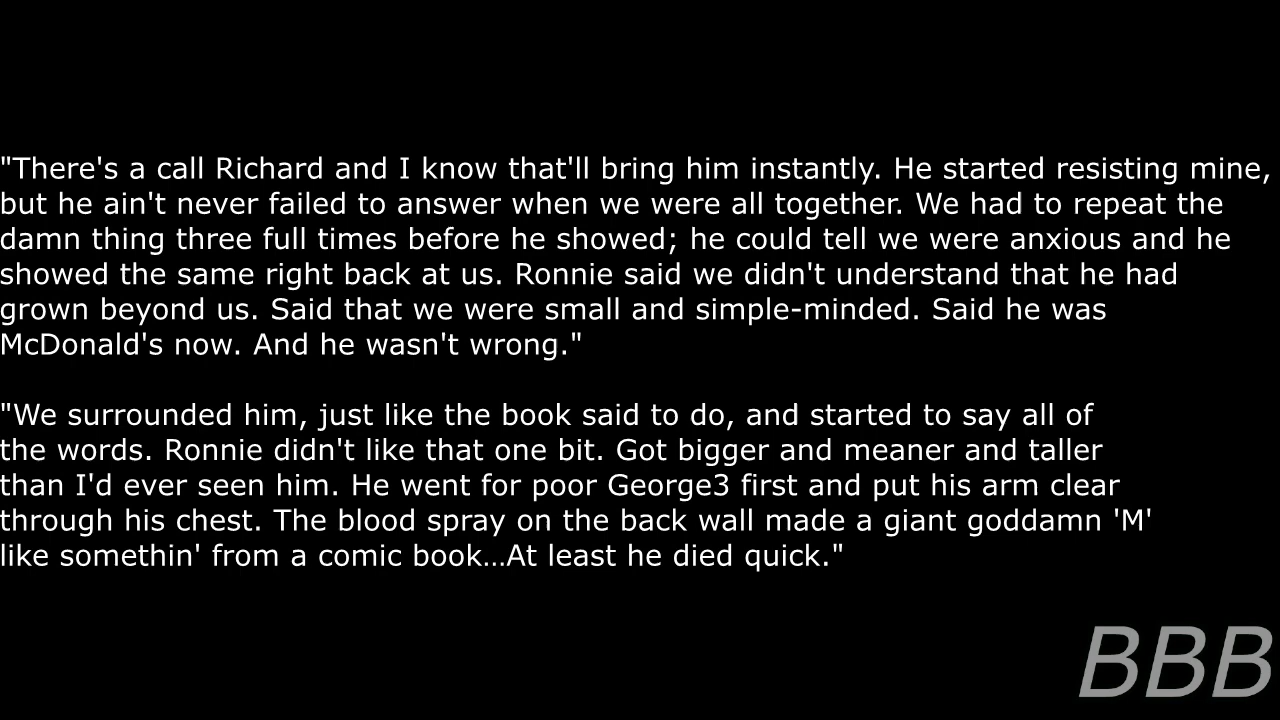 "There's a call Richard and I know that'll bring him instantly. He started resisting mine,
but he ain't never failed to answer when we were all together. We had to repeat the
damn thing three full times before he showed; he could tell we were anxious and he
showed the same right back at us. Ronnie said we didn't understand that he had
grown beyond us. Said that we were small and simple-minded. Said he was
McDonald's now. And he wasn't wrong."
"We surrounded him, just like the book said to do, and started to say all of
the words. Ronnie didn't like that one bit. Got bigger and meaner and taller
than I'd ever seen him. He went for poor George3 first and put his arm clear
through his chest. The blood spray on the back wall made a giant goddamn 'M'
like somethin' from a comic book…At least he died quick."
BBB